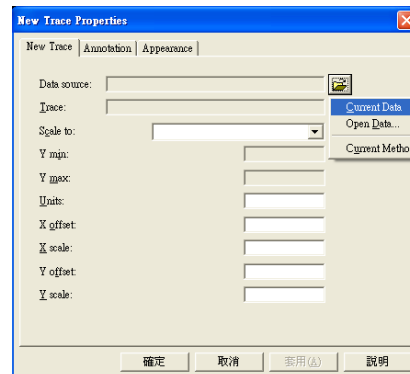 New Trace Properties
New Trace Annotation Appearance
Data source:
Current Data
Trace:
Open Data...
Scale to:
Current Metho
Y min:
Y max:
Units:
X offset:
X scale:
Y offset:
Y scale:
確定 取消 套用(A) 說明